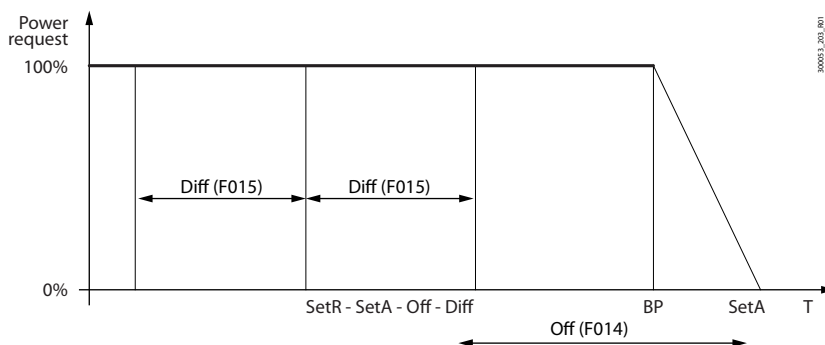 Power
request
300053_203_R01
100%
Diff (F015)
Diff (F015)
0%
SetR - SetA - Off - Diff
BP
SetA
T
Off (F014)